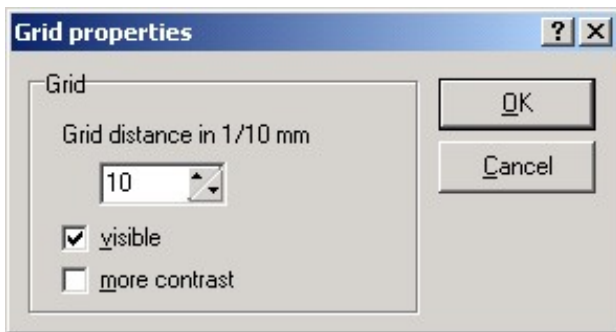 Grid properties
Grid
Grid distance in 1/10 mm
10
visible
more contrast
OK
Cancel